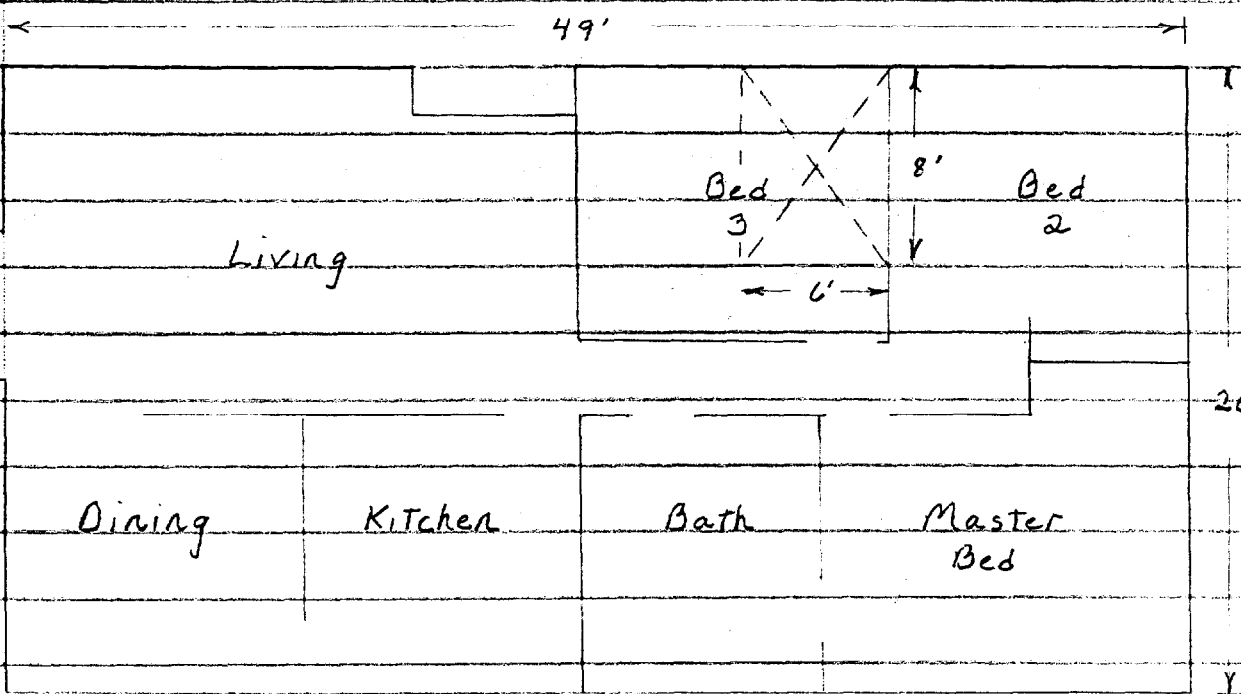 49'
8'
Bed
3
Bed
2
Living
6'
Dining
Kitchen
Bath
Master
Bed